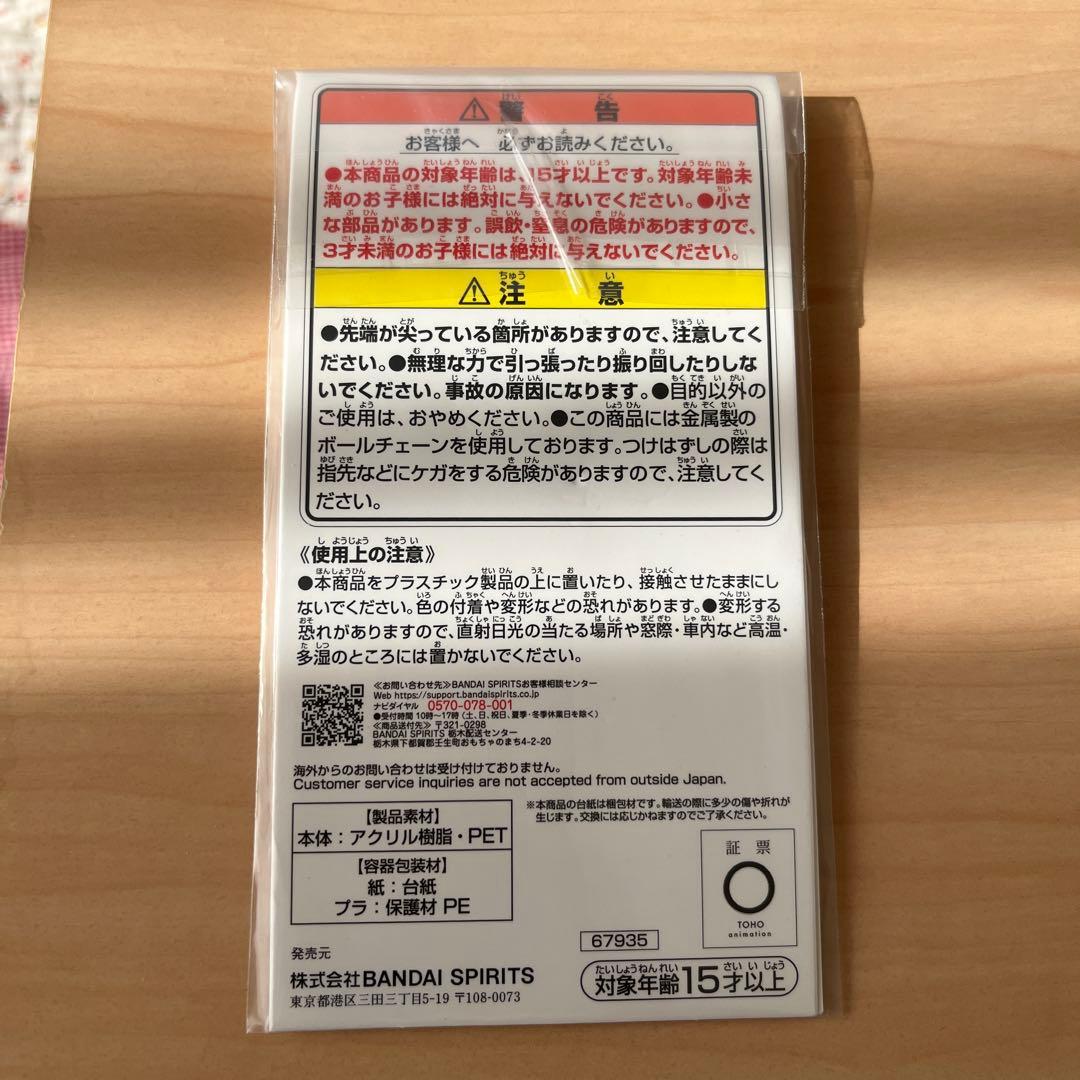 ⚠警告
お客様へ 必ずお読みください。
●本商品の対象年齢は、15才以上です。対象年齢未
満のお子様には絶対に与えないでください。●小さ
な部品があります。誤飲・窒息の危険がありますので、
3才未満のお子様には絶対に与えないでください。
⚠注意
●先端が尖っている箇所がありますので、注意してく
ださい。●無理な力で引っ張ったり振り回したりしな
いでください。事故の原因になります。●目的以外の
ご使用は、おやめください。●この商品には金属製の
ボールチェーンを使用しております。つけはずしの際は
指先などにケガをする危険がありますので、注意してく
ださい。
《使用上の注意》
●本商品をプラスチック製品の上に置いたり、接触させたままにし
ないでください。色の付着や変形などの恐れがあります。●変形する
恐れがありますので、直射日光の当たる場所や窓際・車内など高温・
多湿のところには置かないでください。
≪お問い合わせ先≫BANDAI SPIRITSお客様相談センター
Web https://support.bandaispirits.co.jp
ナビダイヤル 0570-078-001
●受付時間 10時〜17時（土、日、祝日、夏季・冬季休業日を除く）
≪商品送付先≫ 〒321-0298
BANDAI SPIRITS 栃木配送センター
栃木県下都賀郡壬生町おもちゃのまち4-2-20
海外からのお問い合わせは受け付けておりません。
Customer service inquiries are not accepted from outside Japan.
【製品素材】
本体：アクリル樹脂・PET
【容器包装材】
紙：台紙
プラ：保護材 PE
※本商品の台紙は梱包材です。輸送の際に多少の傷や折れが
生じます。交換には応じかねますのでご了承ください。
証票
TOHO
animation
67935
発売元
株式会社BANDAI SPIRITS
東京都港区三田三丁目5-19 〒108-0073
対象年齢15才以上